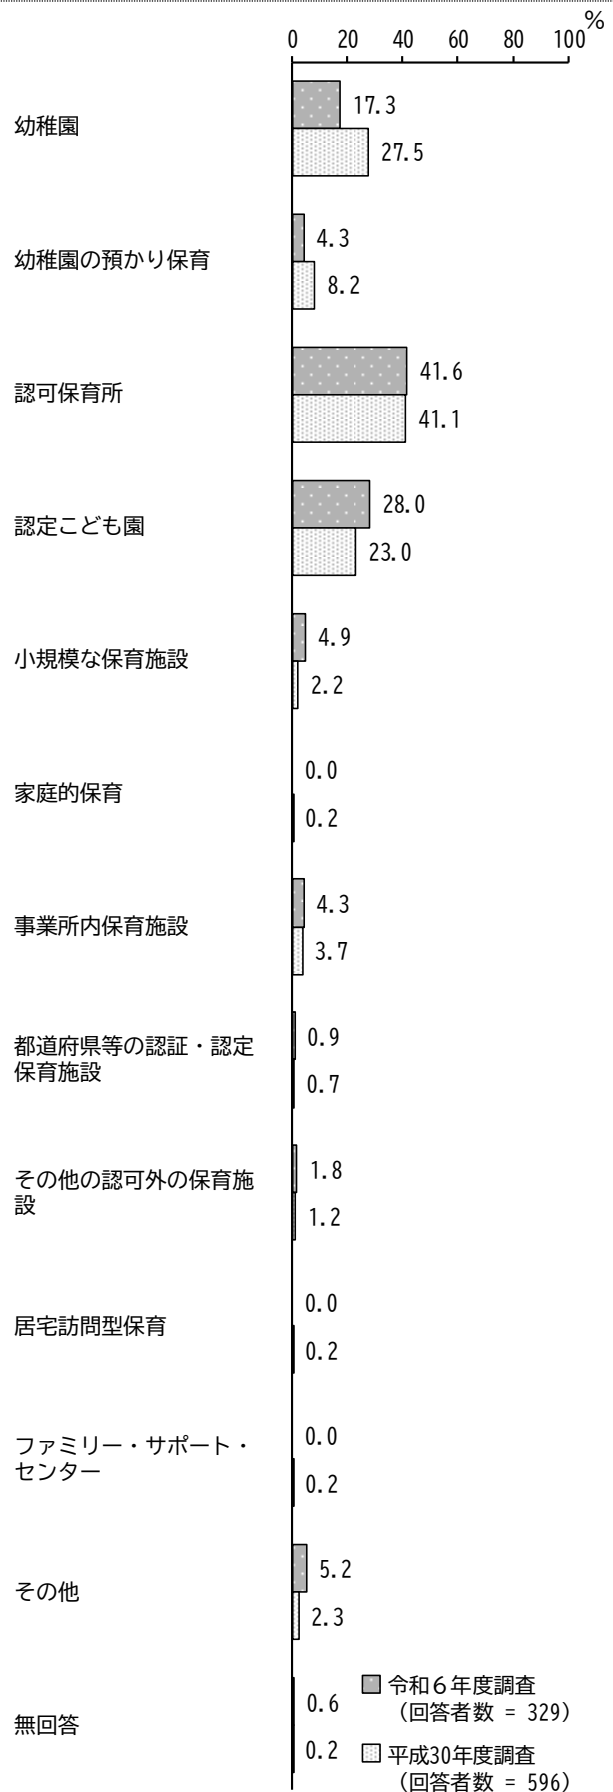 %
0 20 40 60 80 100
幼稚園
17.3
27.5
幼稚園の預かり保育
4.3
8.2
認可保育所
41.6
41.1
認定こども園
28.0
23.0
小規模な保育施設
4.9
2.2
家庭的保育
0.0
0.2
事業所内保育施設
4.3
3.7
都道府県等の認証・認定
保育施設
0.9
0.7
その他の認可外の保育施
設
1.8
1.2
居宅訪問型保育
0.0
0.2
ファミリー・サポート・
センター
0.0
0.2
その他
5.2
2.3
無回答
0.6
0.2
令和６年度調査
（回答者数 = 329）
平成30年度調査
（回答者数 = 596）